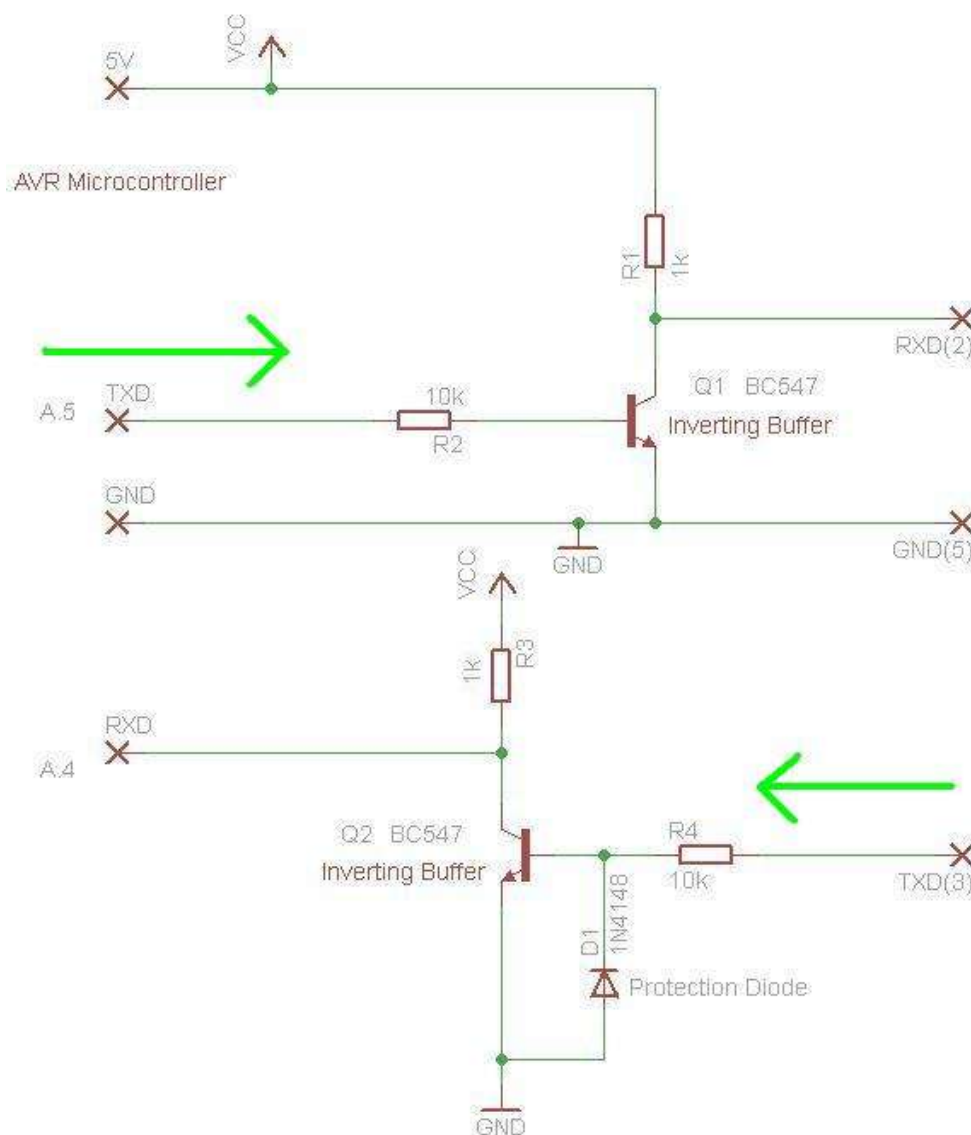 VCC
5V
AVR Microcontroller
R1
1k
RXD(2)
TXD
A.5
10k
R2
Q1 BC547
Inverting Buffer
GND
GND
GND(5)
VCC
1k
R3
RXD
A.4
Q2 BC547
Inverting Buffer
R4
10k
TXD(3)
D1
1N4148
Protection Diode
GND